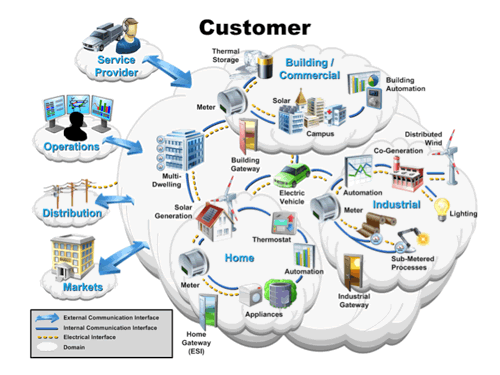 Customer
Service
Provider
Operations
Distribution
Markets
Thermal
Storage
Building /
Commercial
Meter
Solar
Campus
Building
Automation
Building
Gateway
Multi-
Dwelling
Electric
Vehicle
Distributed
Wind
Co-Generation
Automation
Industrial
Meter
Lighting
Sub-Metered
Processes
Industrial
Gateway
Solar
Generation
Thermostat
Home
Automation
Meter
Appliances
Home
Gateway
(ESI)
External Communication Interface
Internal Communication Interface
Electrical Interface
Domain